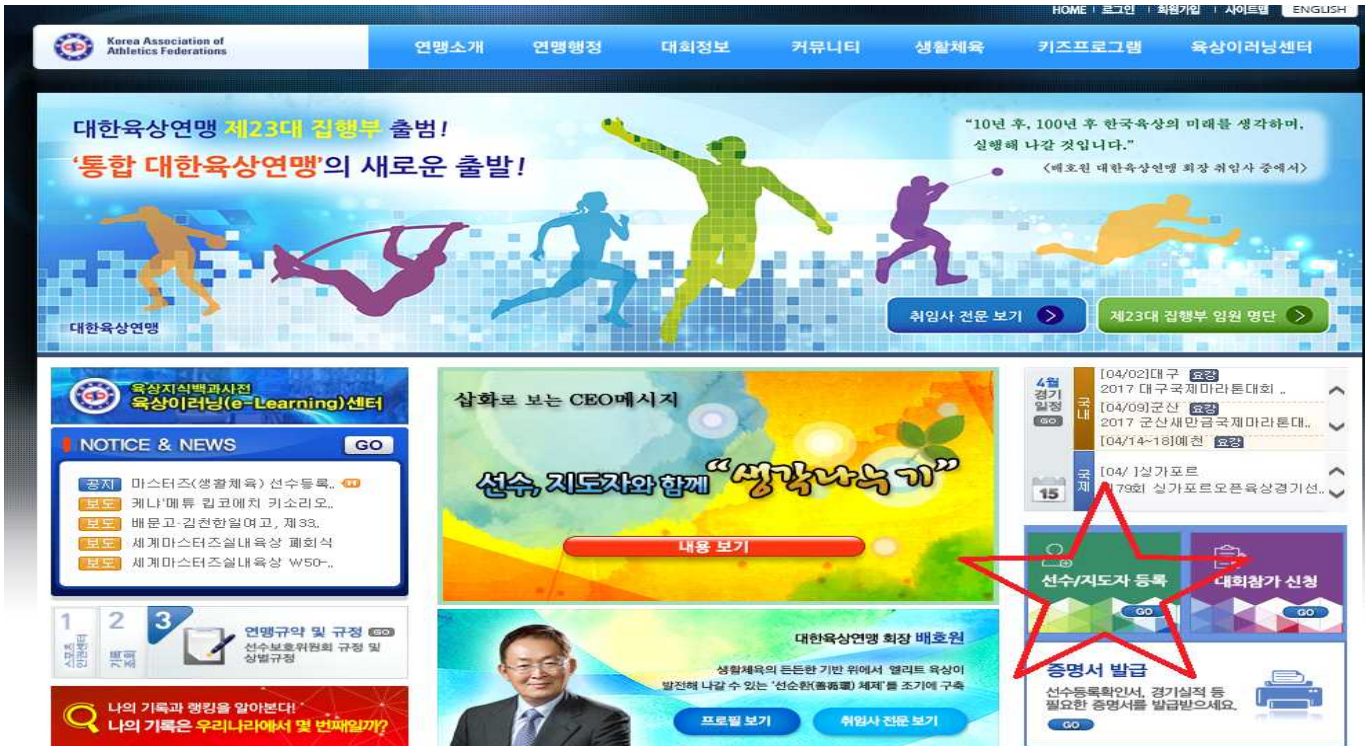 HOME | 로그인 | 회원가입 | 사이트맵 ENGLISH
Korea Association of
Athletics Federations
연맹소개 연맹행정 대회정보 커뮤니티 생활체육 키즈프로그램 육상이러닝센터
대한육상연맹 제23대 집행부 출범!
'통합 대한육상연맹'의 새로운 출발!
"10년 후, 100년 후 한국육상의 미래를 생각하며,
실행해 나갈 것입니다."
<배호원 대한육상연맹 회장 취임사 중에서>
대한육상연맹
취임사 전문 보기
제23대 집행부 임원 명단
육상지식백과사전
육상이러닝(e-Learning)센터
NOTICE & NEWS GO
공지 마스터즈(생활체육) 선수등록..
보도 케냐'매튜 킵코에치 키소리오..
보도 배문고·김천한일여고, 제33..
보도 세계마스터즈실내육상 폐회식
보도 세계마스터즈실내육상 W50-..
1 2 3
스포츠
인권센터
기록
조회
연맹규약 및 규정 GO
선수보호위원회 규정 및
상벌규정
나의 기록과 랭킹을 알아본다!
나의 기록은 우리나라에서 몇 번째일까?
삽화로 보는 CEO메시지
선수, 지도자와 함께 "생각나누기"
내용 보기
대한육상연맹 회장 배호원
생활체육의 든든한 기반 위에서 엘리트 육상이
발전해 나갈 수 있는 '선순환(善循環) 체제'를 조기에 구축
프로필 보기
취임사 전문 보기
4월
경기
일정
GO
국내
[04/02]대구 요강
2017 대구국제마라톤대회 ..
[04/09]군산 요강
2017 군산새만금국제마라톤대..
[04/14~18]예천 요강
15
국제
[04/ ]싱가포르
79회 싱가포르오픈육상경기선..
선수/지도자 등록
GO
대회참가 신청
GO
증명서 발급
선수등록확인서, 경기실적 등
필요한 증명서를 발급받으세요.
GO